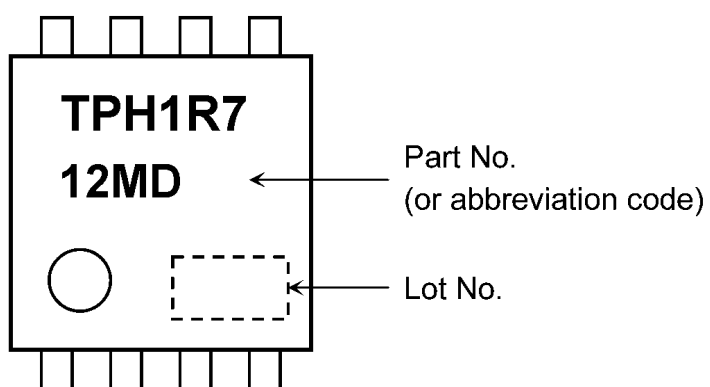 TPH1R7
12MD
Part No.
(or abbreviation code)
Lot No.